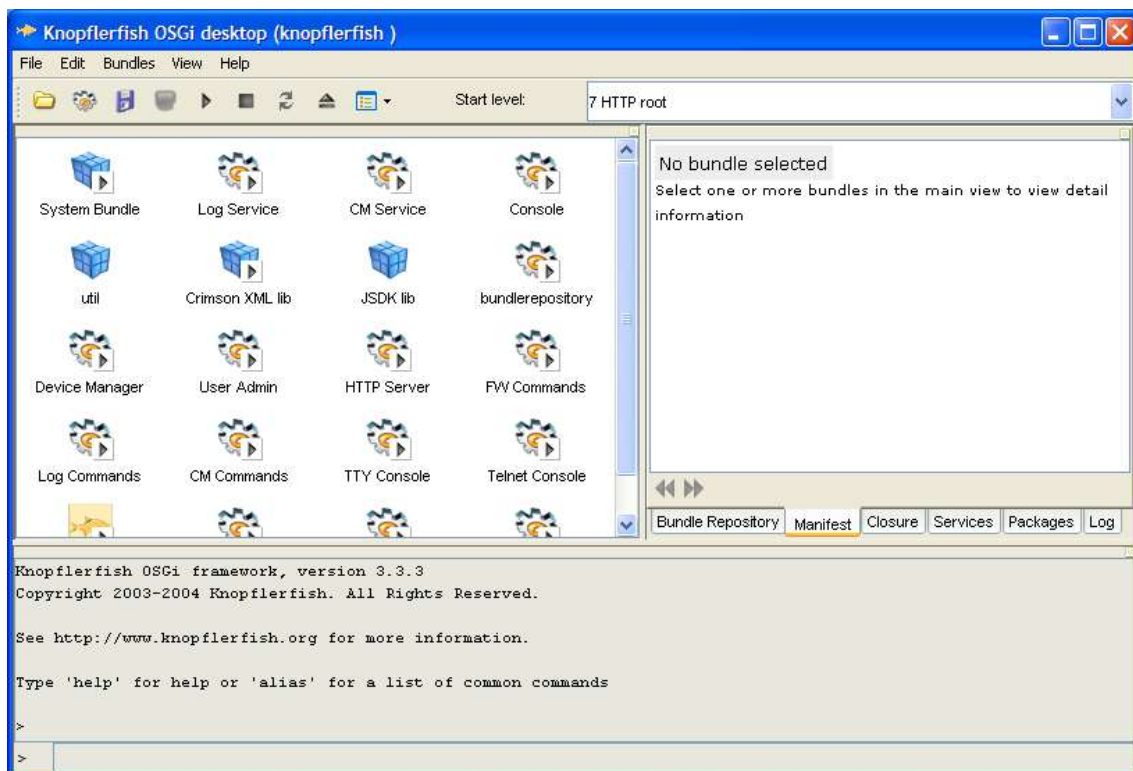 Knopflerfish OSGi desktop (knopflerfish )
File Edit Bundles View Help
Start level: 7 HTTP root
System Bundle Log Service CM Service Console
util Crimson XML lib JSDK lib bundlerepository
Device Manager User Admin HTTP Server FW Commands
Log Commands CM Commands TTY Console Telnet Console
No bundle selected
Select one or more bundles in the main view to view detail
information
Bundle Repository Manifest Closure Services Packages Log
Knopflerfish OSGi framework, version 3.3.3
Copyright 2003-2004 Knopflerfish. All Rights Reserved.
See http://www.knopflerfish.org for more information.
Type 'help' for help or 'alias' for a list of common commands
>
>